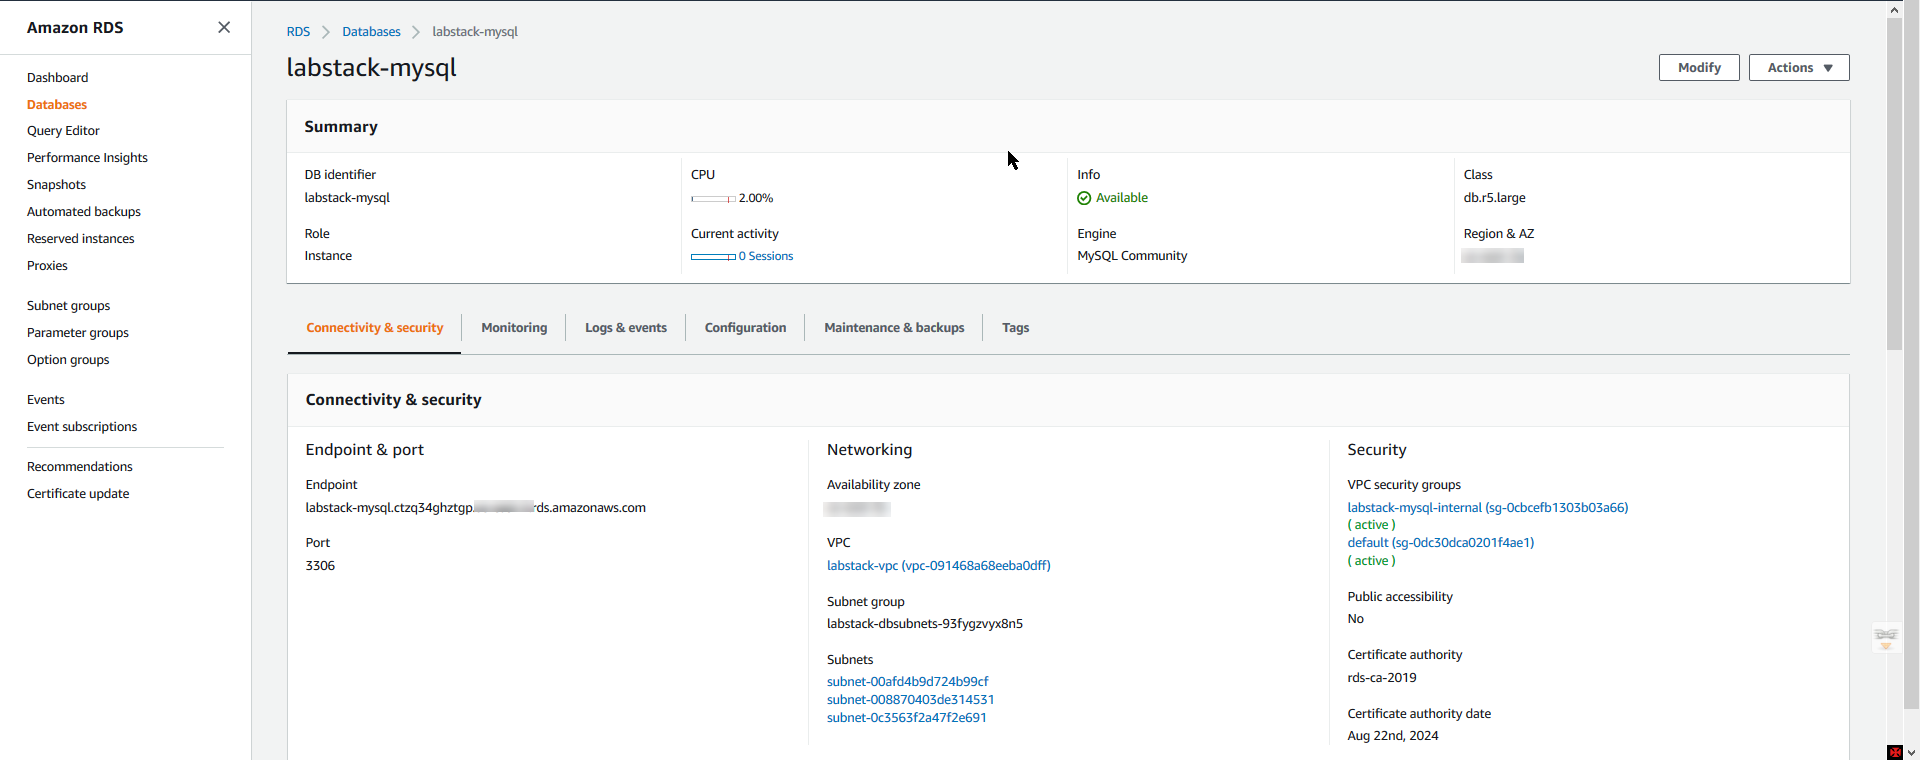 Amazon RDS
Dashboard
Databases
Query Editor
Performance Insights
Snapshots
Automated backups
Reserved instances
Proxies
Subnet groups
Parameter groups
Option groups
Events
Event subscriptions
Recommendations
Certificate update
RDS > Databases > labstack-mysql
labstack-mysql
Modify
Actions
Summary
DB identifier
labstack-mysql
Role
Instance
CPU
2.00%
Current activity
0 Sessions
Info
Available
Engine
MySQL Community
Class
db.r5.large
Region & AZ
Connectivity & security
Monitoring
Logs & events
Configuration
Maintenance & backups
Tags
Connectivity & security
Endpoint & port
Endpoint
labstack-mysql.ctzq34ghztgp. rds.amazonaws.com
Port
3306
Networking
Availability zone
VPC
labstack-vpc (vpc-091468a68eeba0dff)
Subnet group
labstack-dbsubnets-93fygzvyx8n5
Subnets
subnet-00afd4b9d724b99cf
subnet-008870403de314531
subnet-0c3563f2a47f2e691
Security
VPC security groups
labstack-mysql-internal (sg-0cbcefb1303b03a66)
( active )
default (sg-0dc30dca0201f4ae1)
( active )
Public accessibility
No
Certificate authority
rds-ca-2019
Certificate authority date
Aug 22nd, 2024